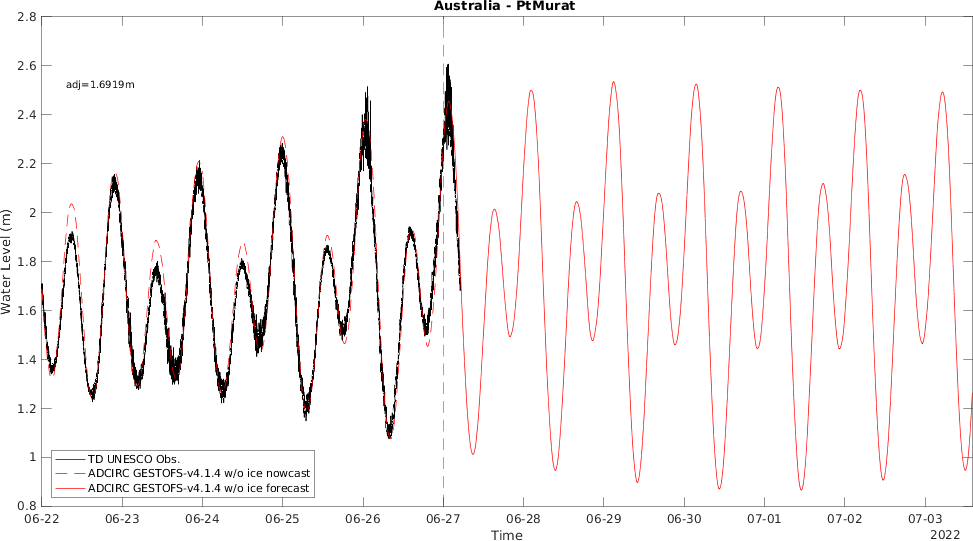 Australia - PtMurat
adj=1.6919m
Water Level (m)
2.8
2.6
2.4
2.2
2
1.8
1.6
1.4
1.2
1
0.8
TD UNESCO Obs.
ADCIRC GESTOFS-v4.1.4 w/o ice nowcast
ADCIRC GESTOFS-v4.1.4 w/o ice forecast
06-22 06-23 06-24 06-25 06-26 06-27 06-28 06-29 06-30 07-01 07-02 07-03
2022
Time